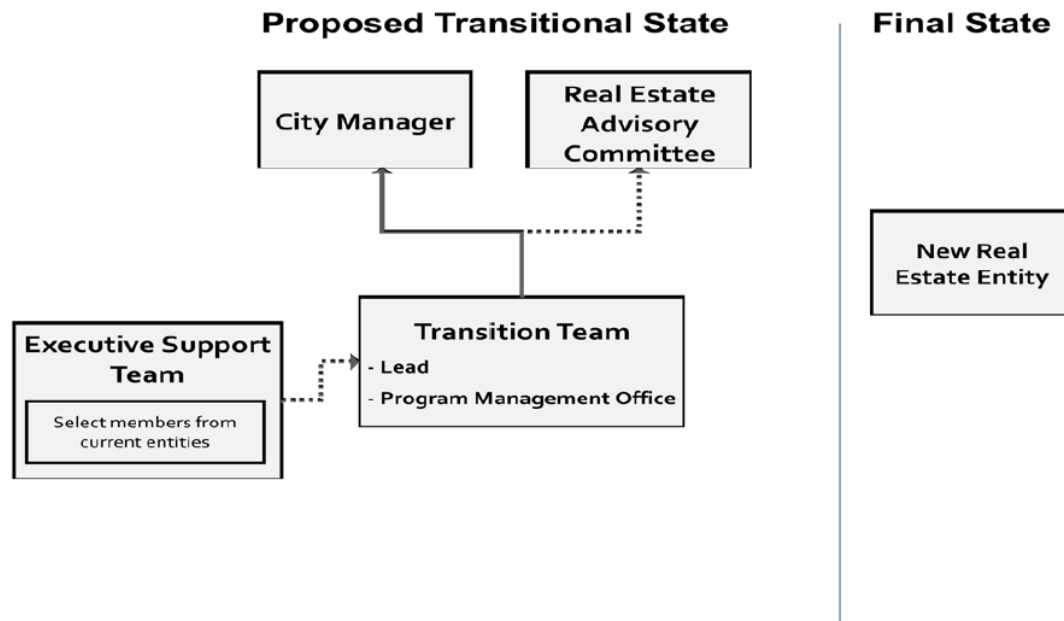 Proposed Transitional State
Final State
City Manager
Real Estate
Advisory
Committee
New Real
Estate Entity
Executive Support
Team
Select members from
current entities
Transition Team
- Lead
- Program Management Office